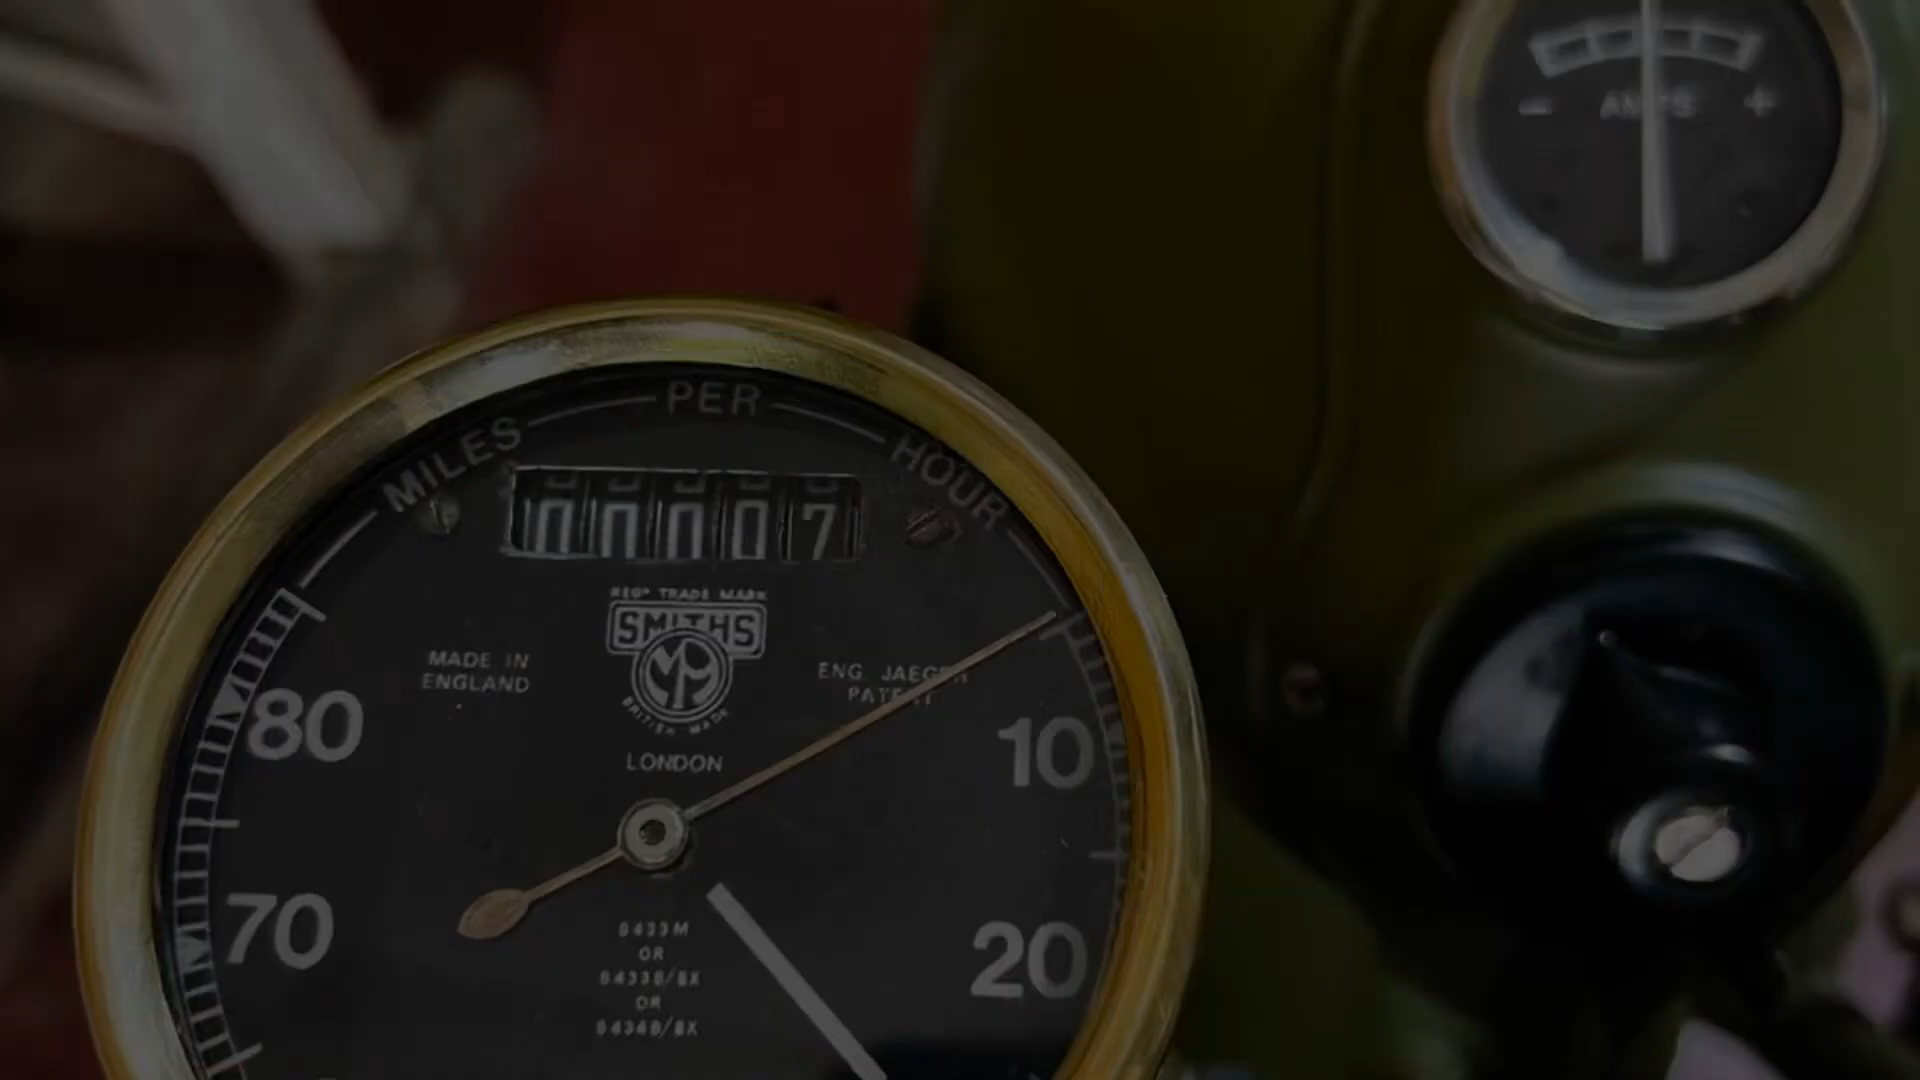 AMPS
- +
MILES PER HOUR
00007
REGD TRADE MARK
SMITHS
BRITISH MADE
MADE IN
ENGLAND
ENG. JAEGER
PATENT
LONDON
80
10
70
20
OR
OR